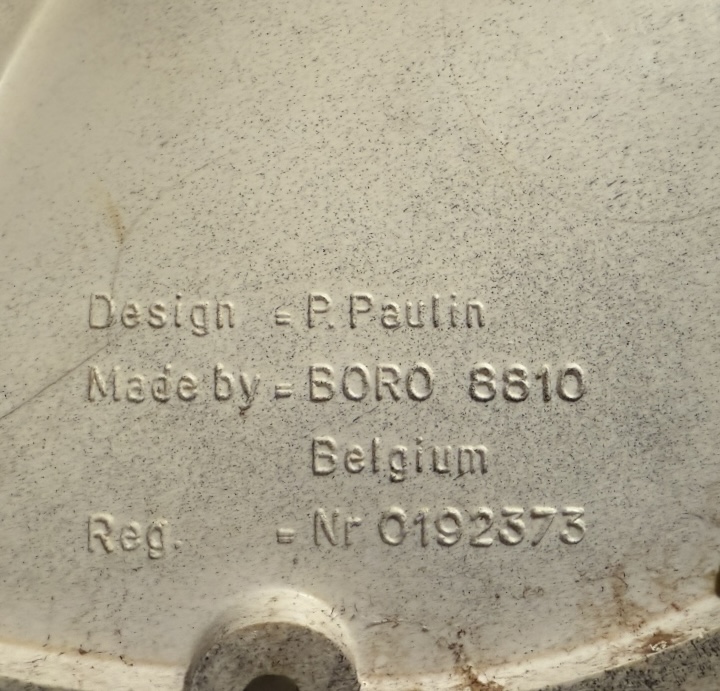 Design = P. Paulin
Made by = BORO 8810
Belgium
Reg. = Nr 0192373